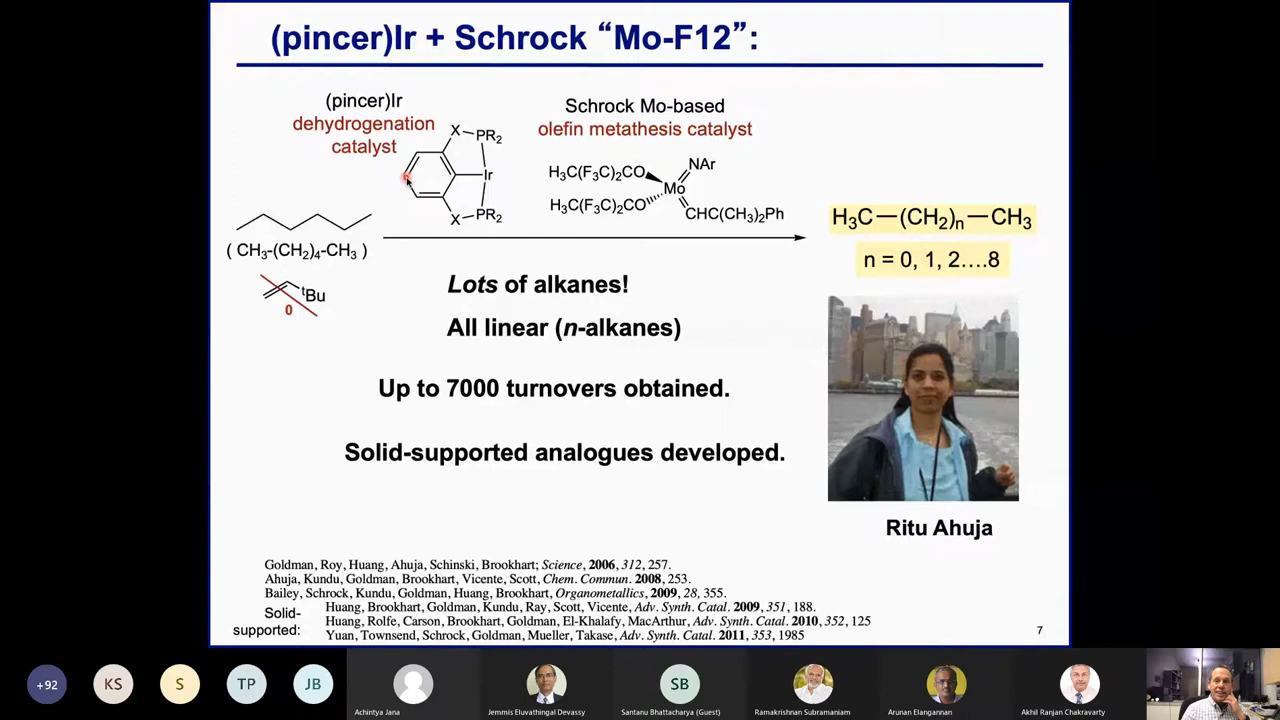 (pincer)Ir + Schrock “Mo-F12”:
(pincer)Ir
dehydrogenation
catalyst
X
PR2
Ir
X
PR2
Schrock Mo-based
olefin metathesis catalyst
H3C(F3C)2CO
NAr
Mo
H3C(F3C)2CO
CHC(CH3)2Ph
( CH3-(CH2)4-CH3 )
tBu
0
H3C—(CH2)n—CH3
n = 0, 1, 2….8
Lots of alkanes!
All linear (n-alkanes)
Up to 7000 turnovers obtained.
Solid-supported analogues developed.
Ritu Ahuja
Goldman, Roy, Huang, Ahuja, Schinski, Brookhart; Science, 2006, 312, 257.
Ahuja, Kundu, Goldman, Brookhart, Vicente, Scott, Chem. Commun. 2008, 253.
Bailey, Schrock, Kundu, Goldman, Huang, Brookhart, Organometallics, 2009, 28, 355.
Solid-
supported:
Huang, Brookhart, Goldman, Kundu, Ray, Scott, Vicente, Adv. Synth. Catal. 2009, 351, 188.
Huang, Rolfe, Carson, Brookhart, Goldman, El-Khalafy, MacArthur, Adv. Synth. Catal. 2010, 352, 125
Yuan, Townsend, Schrock, Goldman, Mueller, Takase, Adv. Synth. Catal. 2011, 353, 1985
7
+92
KS
S
TP
JB
SB
Achintya Jana
Jemmis Eluvathingal Devassy
Santanu Bhattacharya (Guest)
Ramakrishnan Subramaniam
Arunan Elangannan
Akhil Ranjan Chakravarty